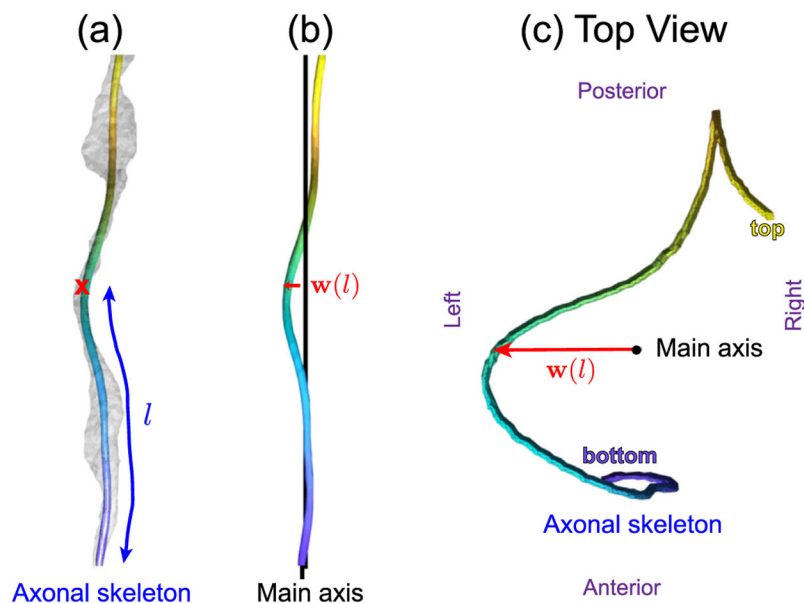 (a)
(b)
(c) Top View
Posterior
top
x
w(l)
Left
Right
Main axis
w(l)
l
bottom
Axonal skeleton
Axonal skeleton
Main axis
Anterior